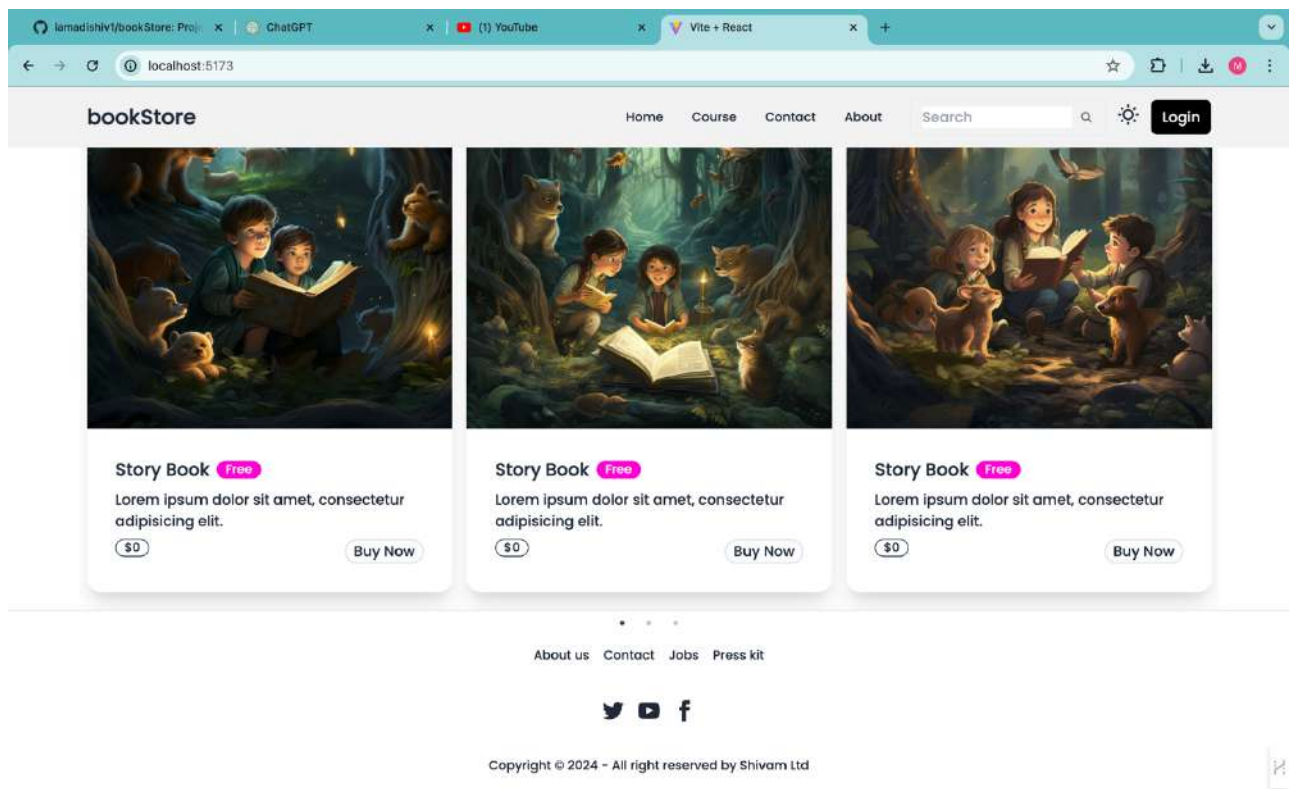 lamadishiv1/bookStore: Proj
ChatGPT
(1) YouTube
Vite + React
localhost:5173
M
bookStore
Home Course Contact About Search Login
Story Book Free
Lorem ipsum dolor sit amet, consectetur
adipisicing elit.
$0 Buy Now
Story Book Free
Lorem ipsum dolor sit amet, consectetur
adipisicing elit.
$0 Buy Now
Story Book Free
Lorem ipsum dolor sit amet, consectetur
adipisicing elit.
$0 Buy Now
About us Contact Jobs Press kit
Copyright © 2024 - All right reserved by Shivam Ltd